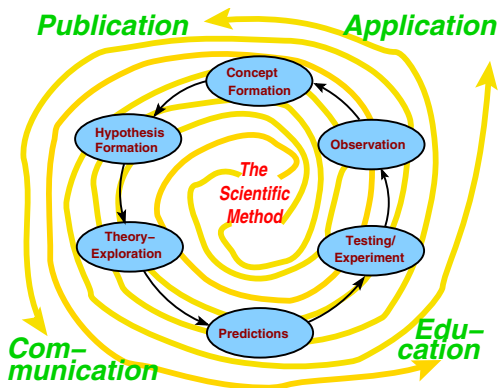 Publication
Application
Concept
Formation
Hypothesis
Formation
Observation
The
Scientific
Method
Theory−
Exploration
Testing/
Experiment
Predictions
Com−
munication
Edu−
cation